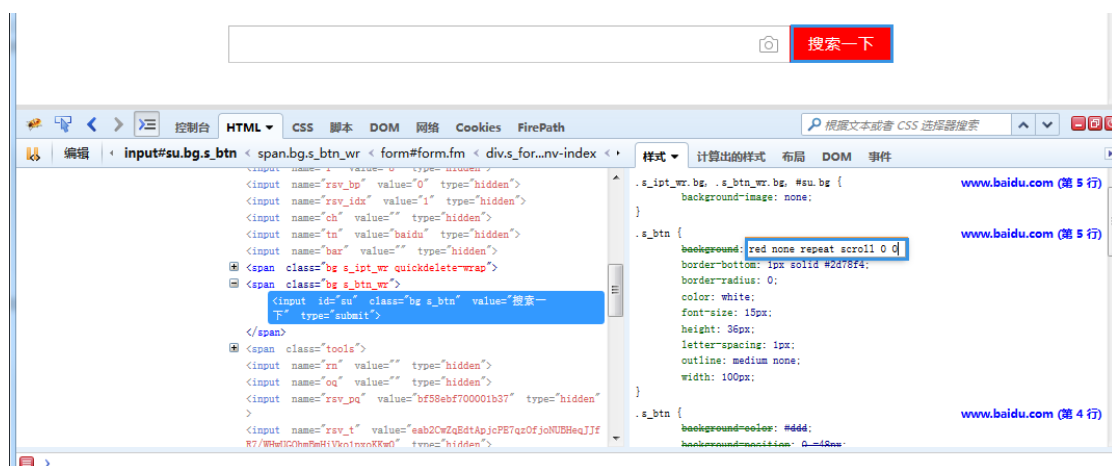 搜索一下
控制台 HTML CSS 脚本 DOM 网络 Cookies FirePath
根据文本或者 CSS 选择器搜索
编辑 input#su.bg.s_btn < span.bg.s_btn_wr < form#form.fm < div.s_for...nv-index <
样式 计算出的样式 布局 DOM 事件
<input name="rsv_bp" value="0" type="hidden">
<input name="rsv_idx" value="1" type="hidden">
<input name="ch" value="" type="hidden">
<input name="tn" value="baidu" type="hidden">
<input name="bar" value="" type="hidden">
<span class="bg s_ipt_wr quickdelete-wrap">
<span class="bg s_btn_wr">
<input id="su" class="bg s_btn" value="搜索一
下" type="submit">
</span>
<span class="tools">
<input name="rn" value="" type="hidden">
<input name="oq" value="" type="hidden">
<input name="rsv_pq" value="bf58ebf700001b37" type="hidden"
>
<input name="rsv_t" value="eab2CwZqEdtApjcPE7qzOfjoNUBHeqJJf
.s_ipt_wr.bg, .s_btn_wr.bg, #su.bg { www.baidu.com (第 5 行)
background-image: none;
}
.s_btn { www.baidu.com (第 5 行)
background: red none repeat scroll 0 0
border-bottom: 1px solid #2d78f4;
border-radius: 0;
color: white;
font-size: 15px;
height: 36px;
letter-spacing: 1px;
outline: medium none;
width: 100px;
}
.s_btn { www.baidu.com (第 4 行)
background-color: #ddd;
background-position: 0 -48px;